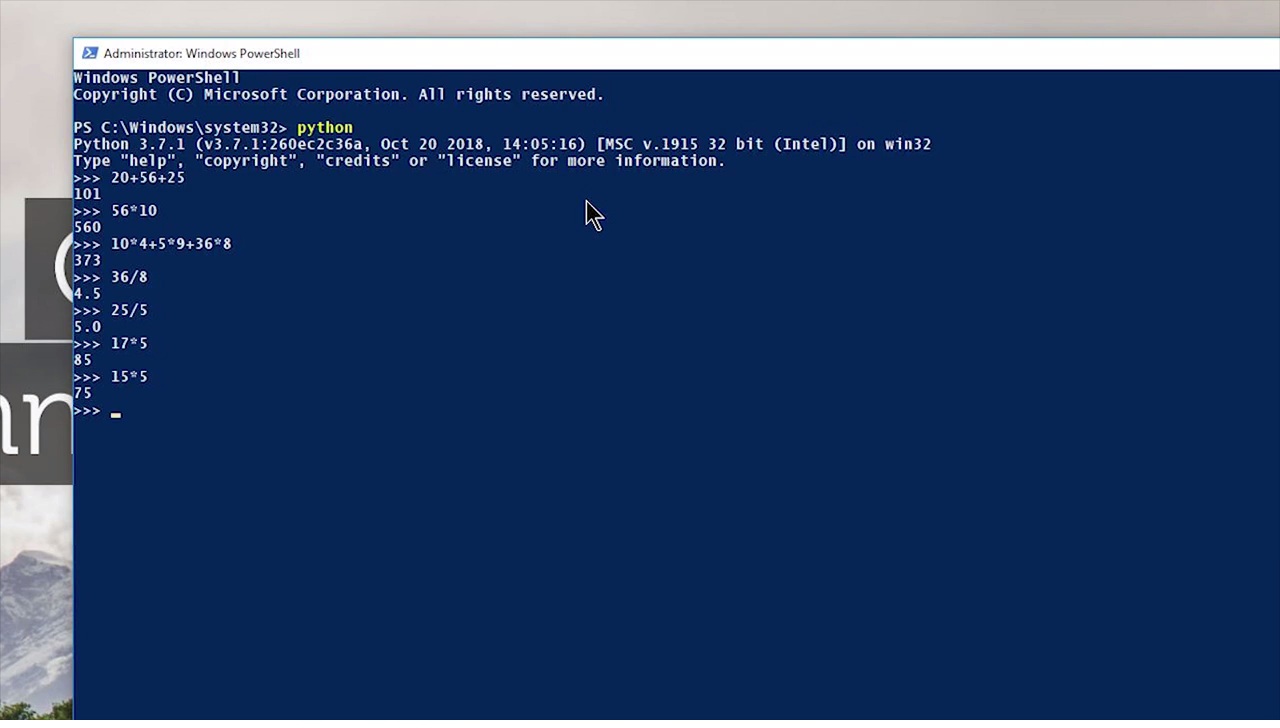 Administrator: Windows PowerShell
Windows PowerShell
Copyright (C) Microsoft Corporation. All rights reserved.
PS C:\Windows\system32> python
Python 3.7.1 (v3.7.1:260ec2c36a, Oct 20 2018, 14:05:16) [MSC v.1915 32 bit (Intel)] on win32
Type "help", "copyright", "credits" or "license" for more information.
>>> 20+56+25
101
>>> 56*10
560
>>> 10*4+5*9+36*8
373
>>> 36/8
4.5
>>> 25/5
5.0
>>> 17*5
85
>>> 15*5
75
>>>